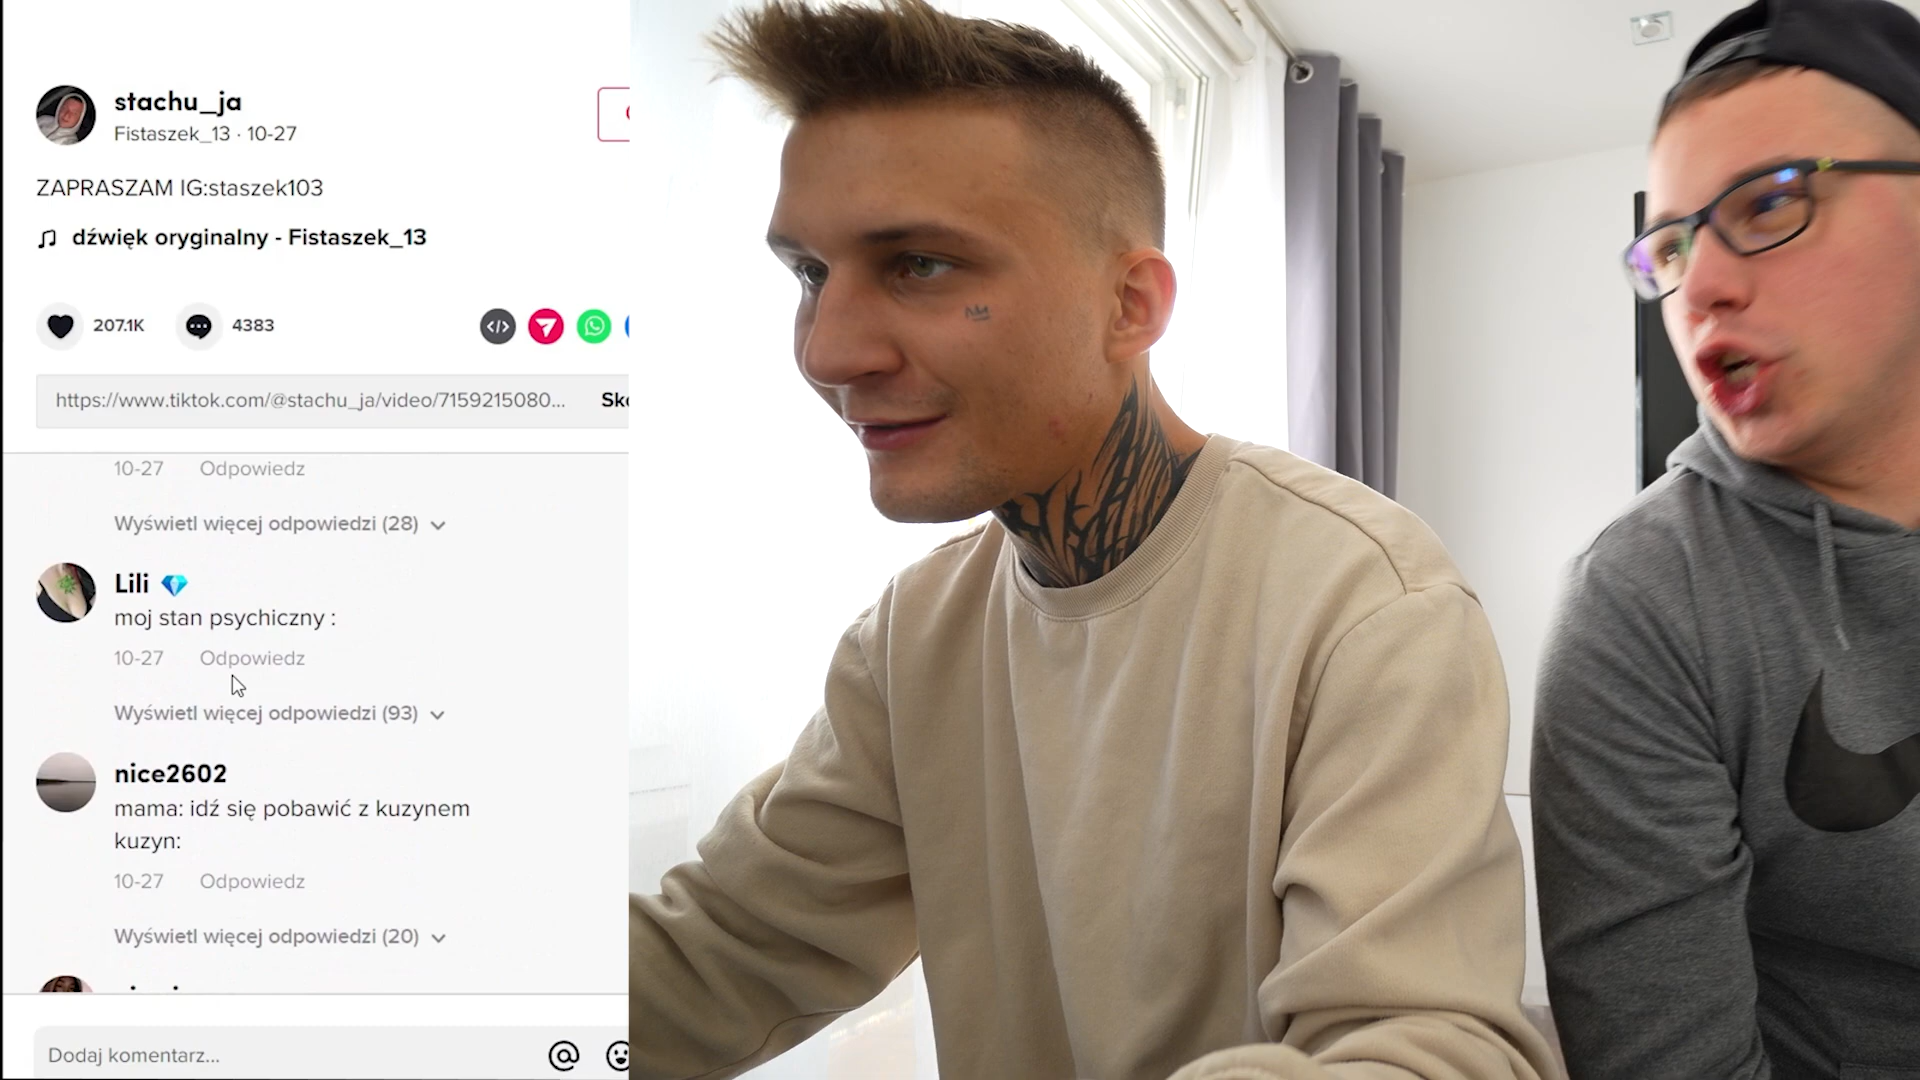 stachu_ja
Fistaszek_13 · 10-27
ZAPRASZAM IG:staszek103
dźwięk oryginalny - Fistaszek_13
207.1K
4383
https://www.tiktok.com/@stachu_ja/video/7159215080...
10-27 Odpowiedz
Wyświetl więcej odpowiedzi (28)
Lili
moj stan psychiczny :
10-27 Odpowiedz
Wyświetl więcej odpowiedzi (93)
nice2602
mama: idź się pobawić z kuzynem
kuzyn:
10-27 Odpowiedz
Wyświetl więcej odpowiedzi (20)
Dodaj komentarz...